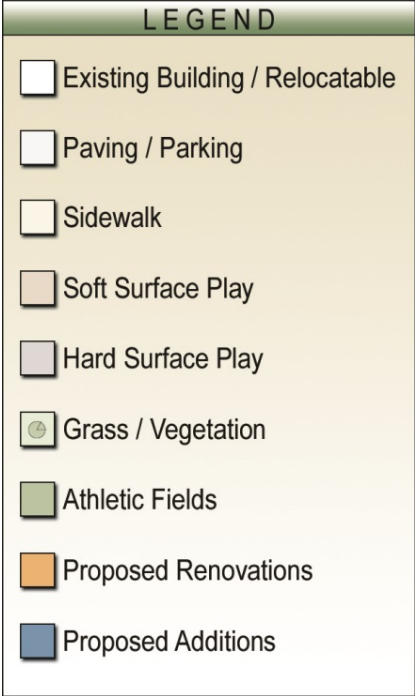 LEGEND
Existing Building / Relocatable
Paving / Parking
Sidewalk
Soft Surface Play
Hard Surface Play
Grass / Vegetation
Athletic Fields
Proposed Renovations
Proposed Additions